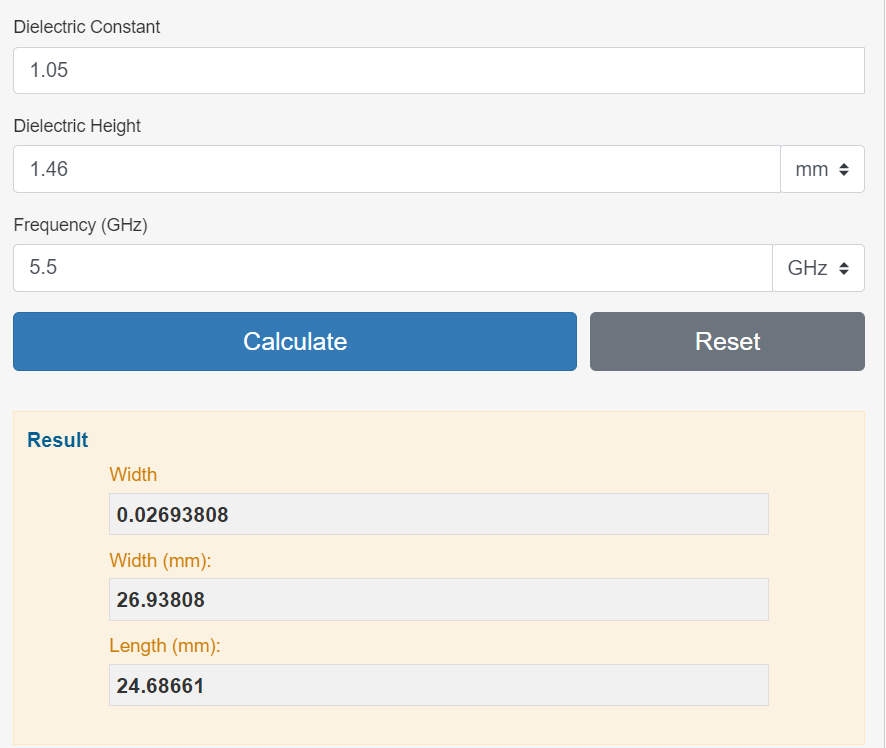 Dielectric Constant
1.05
Dielectric Height
1.46
mm
Frequency (GHz)
5.5
GHz
Calculate
Reset
Result
Width
0.02693808
Width (mm):
26.93808
Length (mm):
24.68661